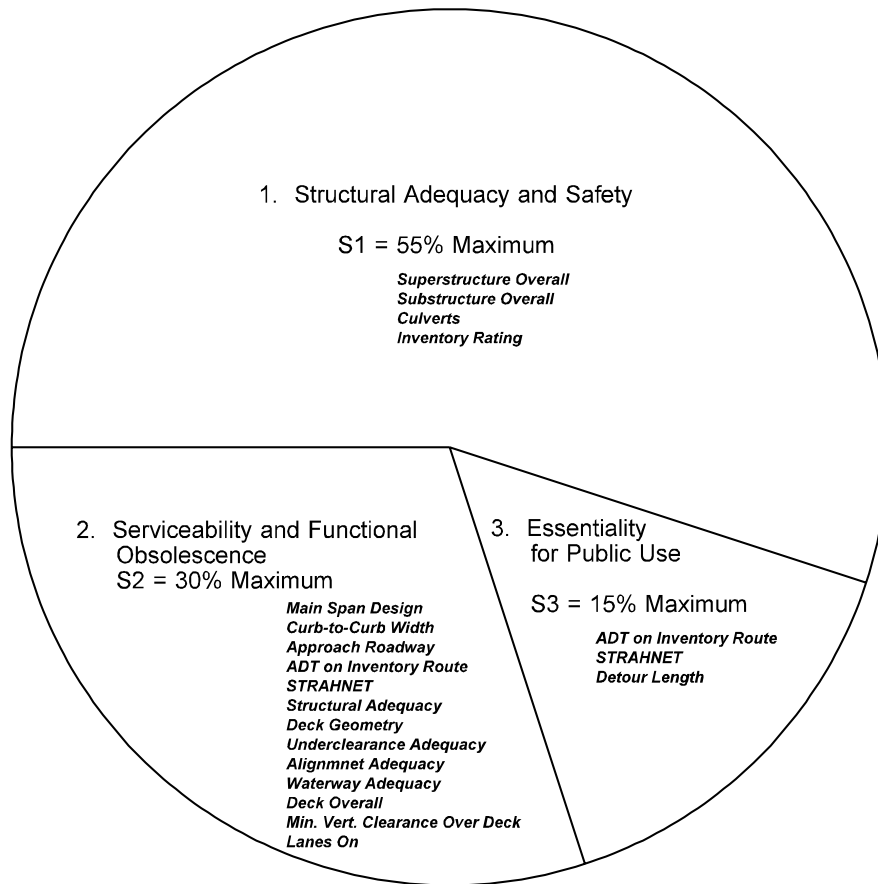 1. Structural Adequacy and Safety
S1 = 55% Maximum
Superstructure Overall
Substructure Overall
Culverts
Inventory Rating
2. Serviceability and Functional
Obsolescence
S2 = 30% Maximum
Main Span Design
Curb-to-Curb Width
Approach Roadway
ADT on Inventory Route
STRAHNET
Structural Adequacy
Deck Geometry
Underclearance Adequacy
Alignmnet Adequacy
Waterway Adequacy
Deck Overall
Min. Vert. Clearance Over Deck
Lanes On
3. Essentiality
for Public Use
S3 = 15% Maximum
ADT on Inventory Route
STRAHNET
Detour Length